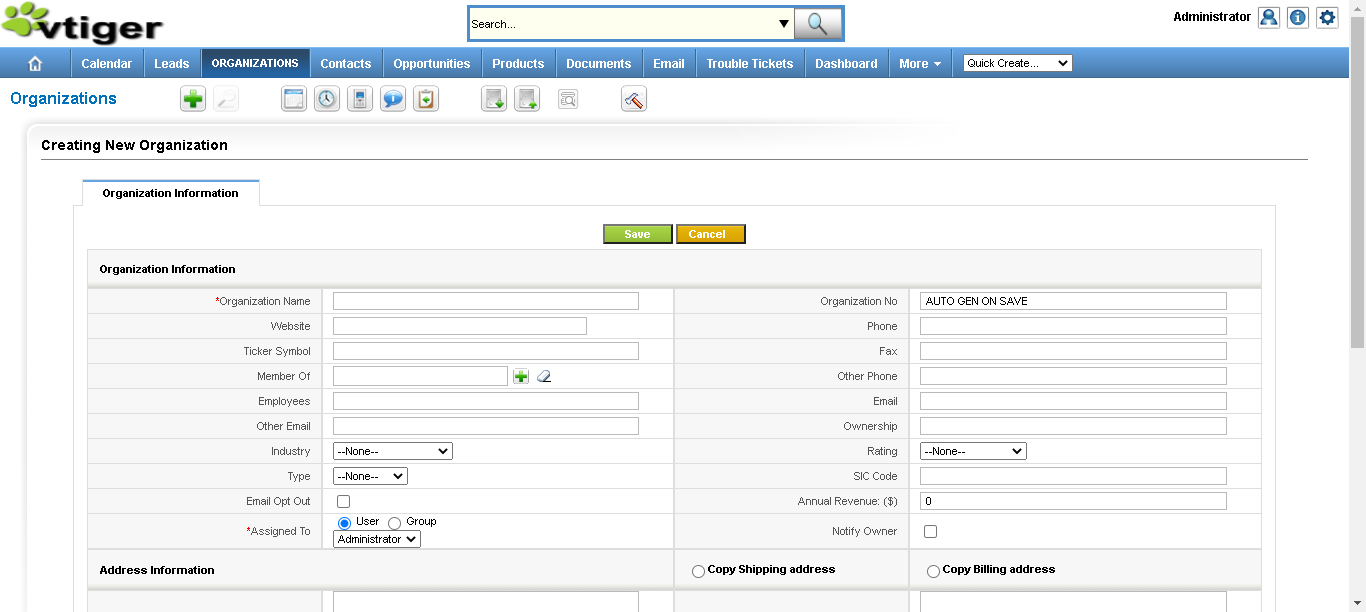 vtiger
Search...
Administrator
Calendar Leads ORGANIZATIONS Contacts Opportunities Products Documents Email Trouble Tickets Dashboard More Quick Create...
Organizations
Creating New Organization
Organization Information
Save Cancel
Organization Information
*Organization Name Organization No AUTO GEN ON SAVE
Website Phone
Ticker Symbol Fax
Member Of Other Phone
Employees Email
Other Email Ownership
Industry --None-- Rating --None--
Type --None-- SIC Code
Email Opt Out Annual Revenue: ($) 0
*Assigned To User Group Notify Owner
Administrator
Address Information Copy Shipping address Copy Billing address